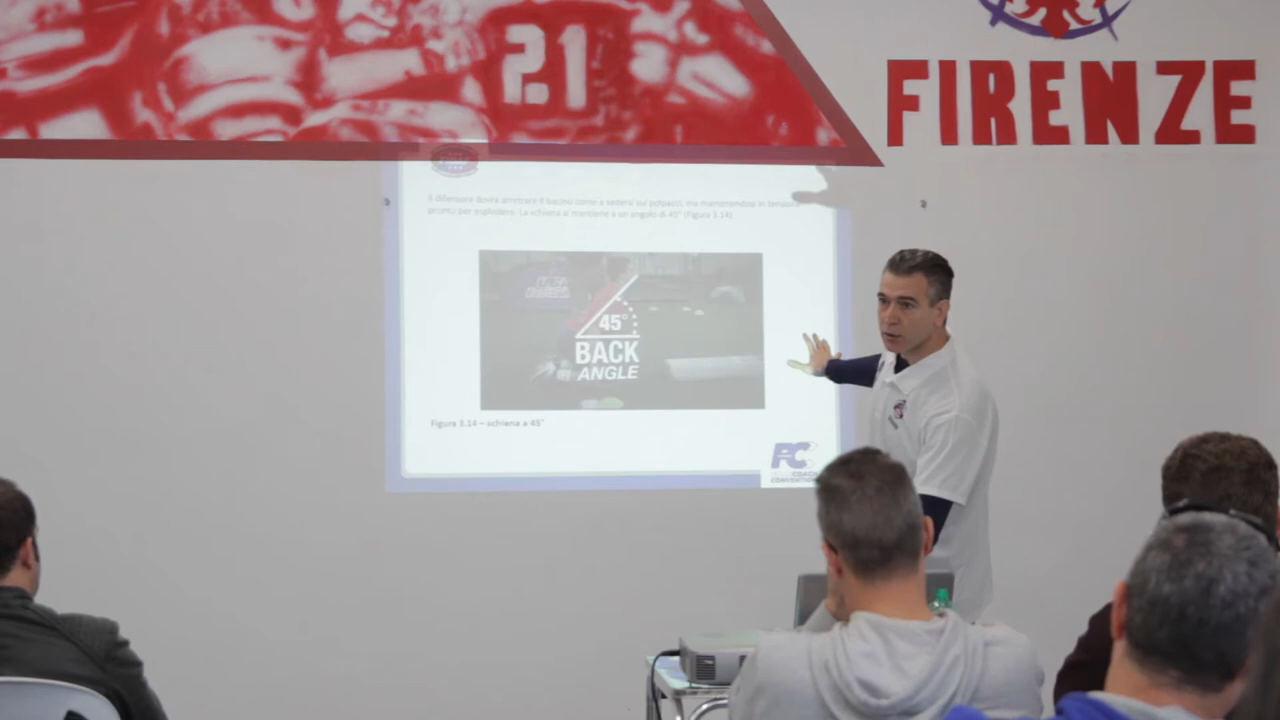 21
FIRENZE
Il difensore dovrà arretrare il bacino come a sedersi sui polpacci, ma mantenendosi in tensione
pronto per esplodere. La schiena si mantiene a un angolo di 45° (Figura 3.14)
45°
BACK
ANGLE
Figura 3.14 – schiena a 45°
COACH
CONVENTION